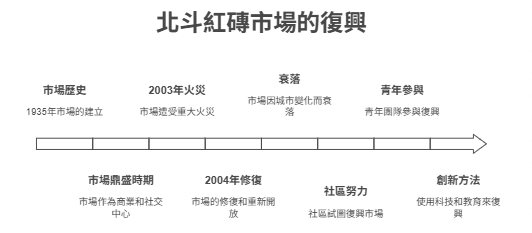 北斗紅磚市場的復興
市場歷史
1935年市場的建立
2003年火災
市場遭受重大火災
衰落
市場因城市變化而衰
落
青年參與
青年團隊參與復興
市場鼎盛時期
市場作為商業和社交
中心
2004年修復
市場的修復和重新開
放
社區努力
社區試圖復興市場
創新方法
使用科技和教育來復
興